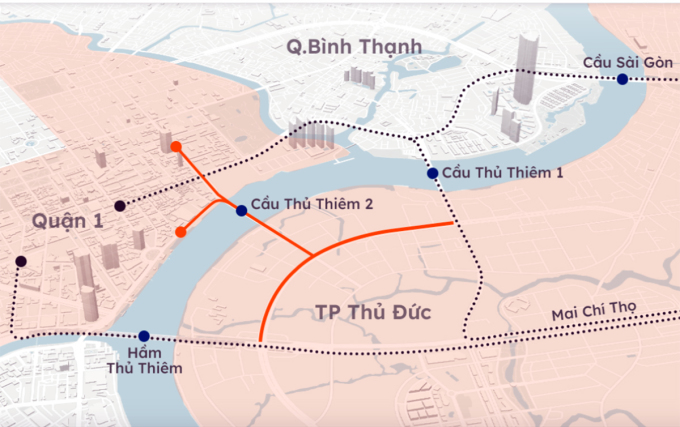 Q.Bình Thạnh
Cầu Sài Gòn
Cầu Thủ Thiêm 1
Cầu Thủ Thiêm 2
Quận 1
TP Thủ Đức
Mai Chí Thọ
Hầm
Thủ Thiêm